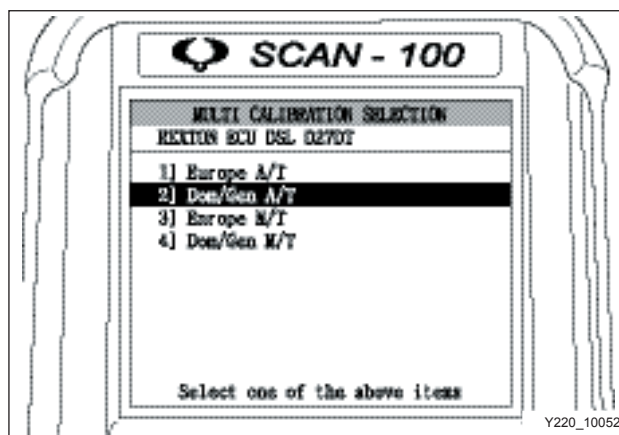 SCAN - 100
MULTI CALIBRATION SELECTION
REXTON ECU DSL D27DT
1] Europe A/T
2] Dom/Gen A/T
3] Europe M/T
4] Dom/Gen M/T
Select one of the above items
Y220_10052